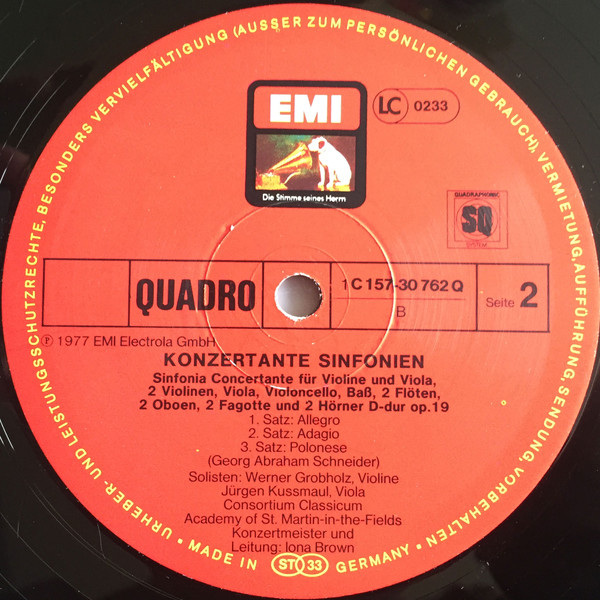 URHEBER- UND LEISTUNGSSCHUTZRECHTE, BESONDERS VERVIELFÄLTIGUNG (AUSSER ZUM PERSÖNLICHEN GEBRAUCH), VERMIETUNG, AUFFÜHRUNG, SENDUNG, VORBEHALTEN •
EMI
LC 0233
Die Stimme seines Herrn
QUADRAPHONIC
SQ
SYSTEM
QUADRO
1 C 157-30 762 Q
B
Seite 2
Ⓟ 1977 EMI Electrola GmbH
KONZERTANTE SINFONIEN
Sinfonia Concertante für Violine und Viola,
2 Violinen, Viola, Violoncello, Baß, 2 Flöten,
2 Oboen, 2 Fagotte und 2 Hörner D-dur op.19
1. Satz: Allegro
2. Satz: Adagio
3. Satz: Polonese
(Georg Abraham Schneider)
Solisten: Werner Grobholz, Violine
Jürgen Kussmaul, Viola
Consortium Classicum
Academy of St. Martin-in-the-Fields
Konzertmeister und
Leitung: Iona Brown
• MADE IN GERMANY •
ST 33